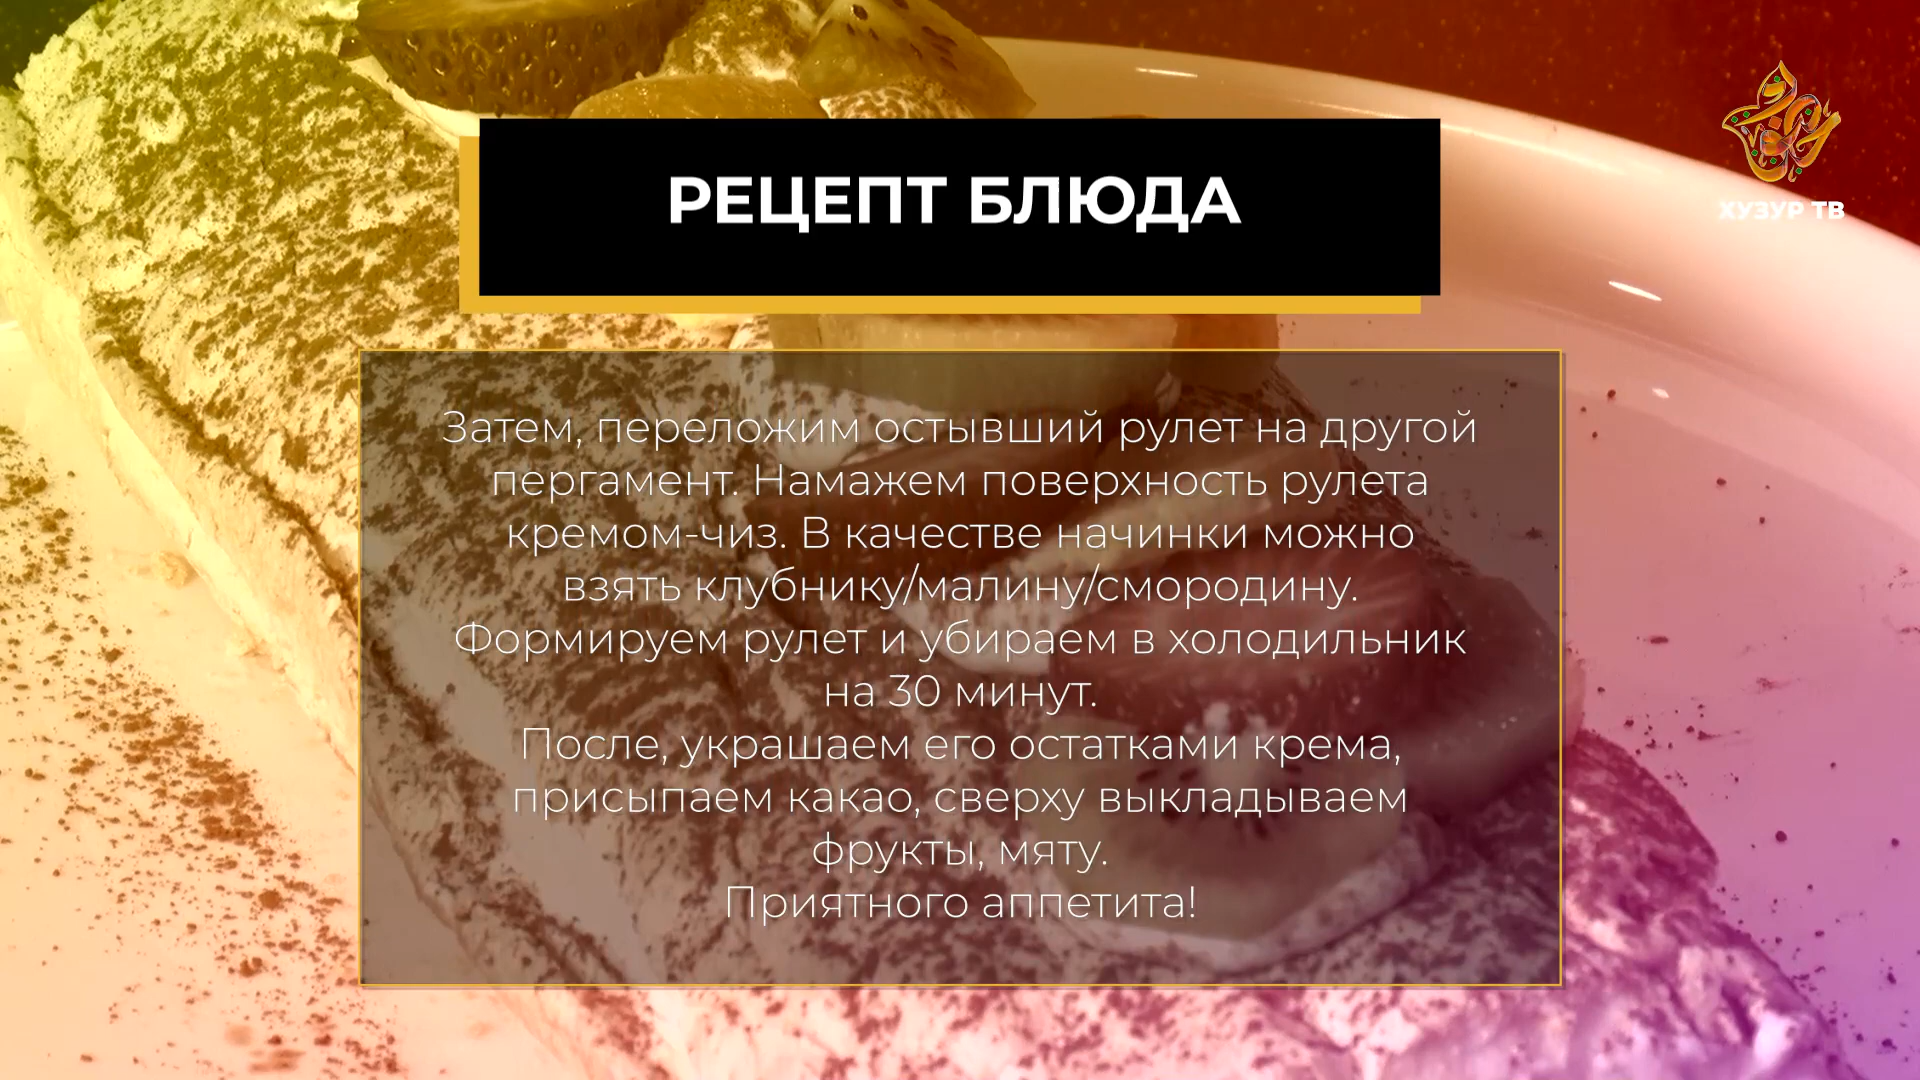 РЕЦЕПТ БЛЮДА
ХУЗУР ТВ
Затем, переложим остывший рулет на другой
пергамент. Намажем поверхность рулета
кремом-чиз. В качестве начинки можно
взять клубнику/малину/смородину.
Формируем рулет и убираем в холодильник
на 30 минут.
После, украшаем его остатками крема,
присыпаем какао, сверху выкладываем
фрукты, мяту.
Приятного аппетита!